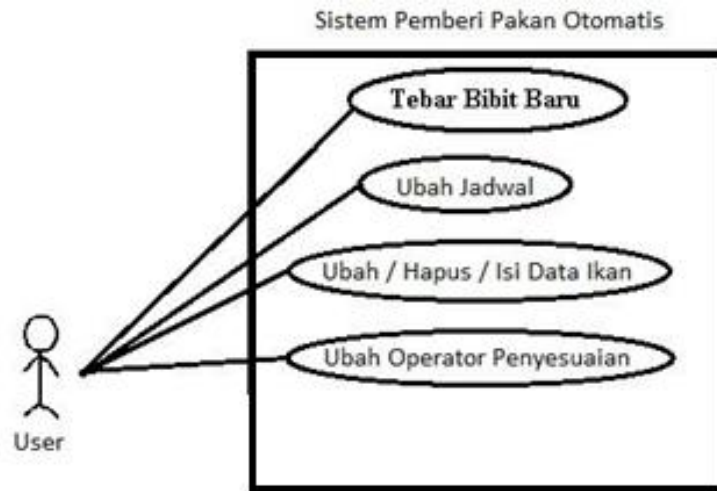 Sistem Pemberi Pakan Otomatis
Tebar Bibit Baru
Ubah Jadwal
Ubah / Hapus / Isi Data Ikan
Ubah Operator Penyesuaian
User